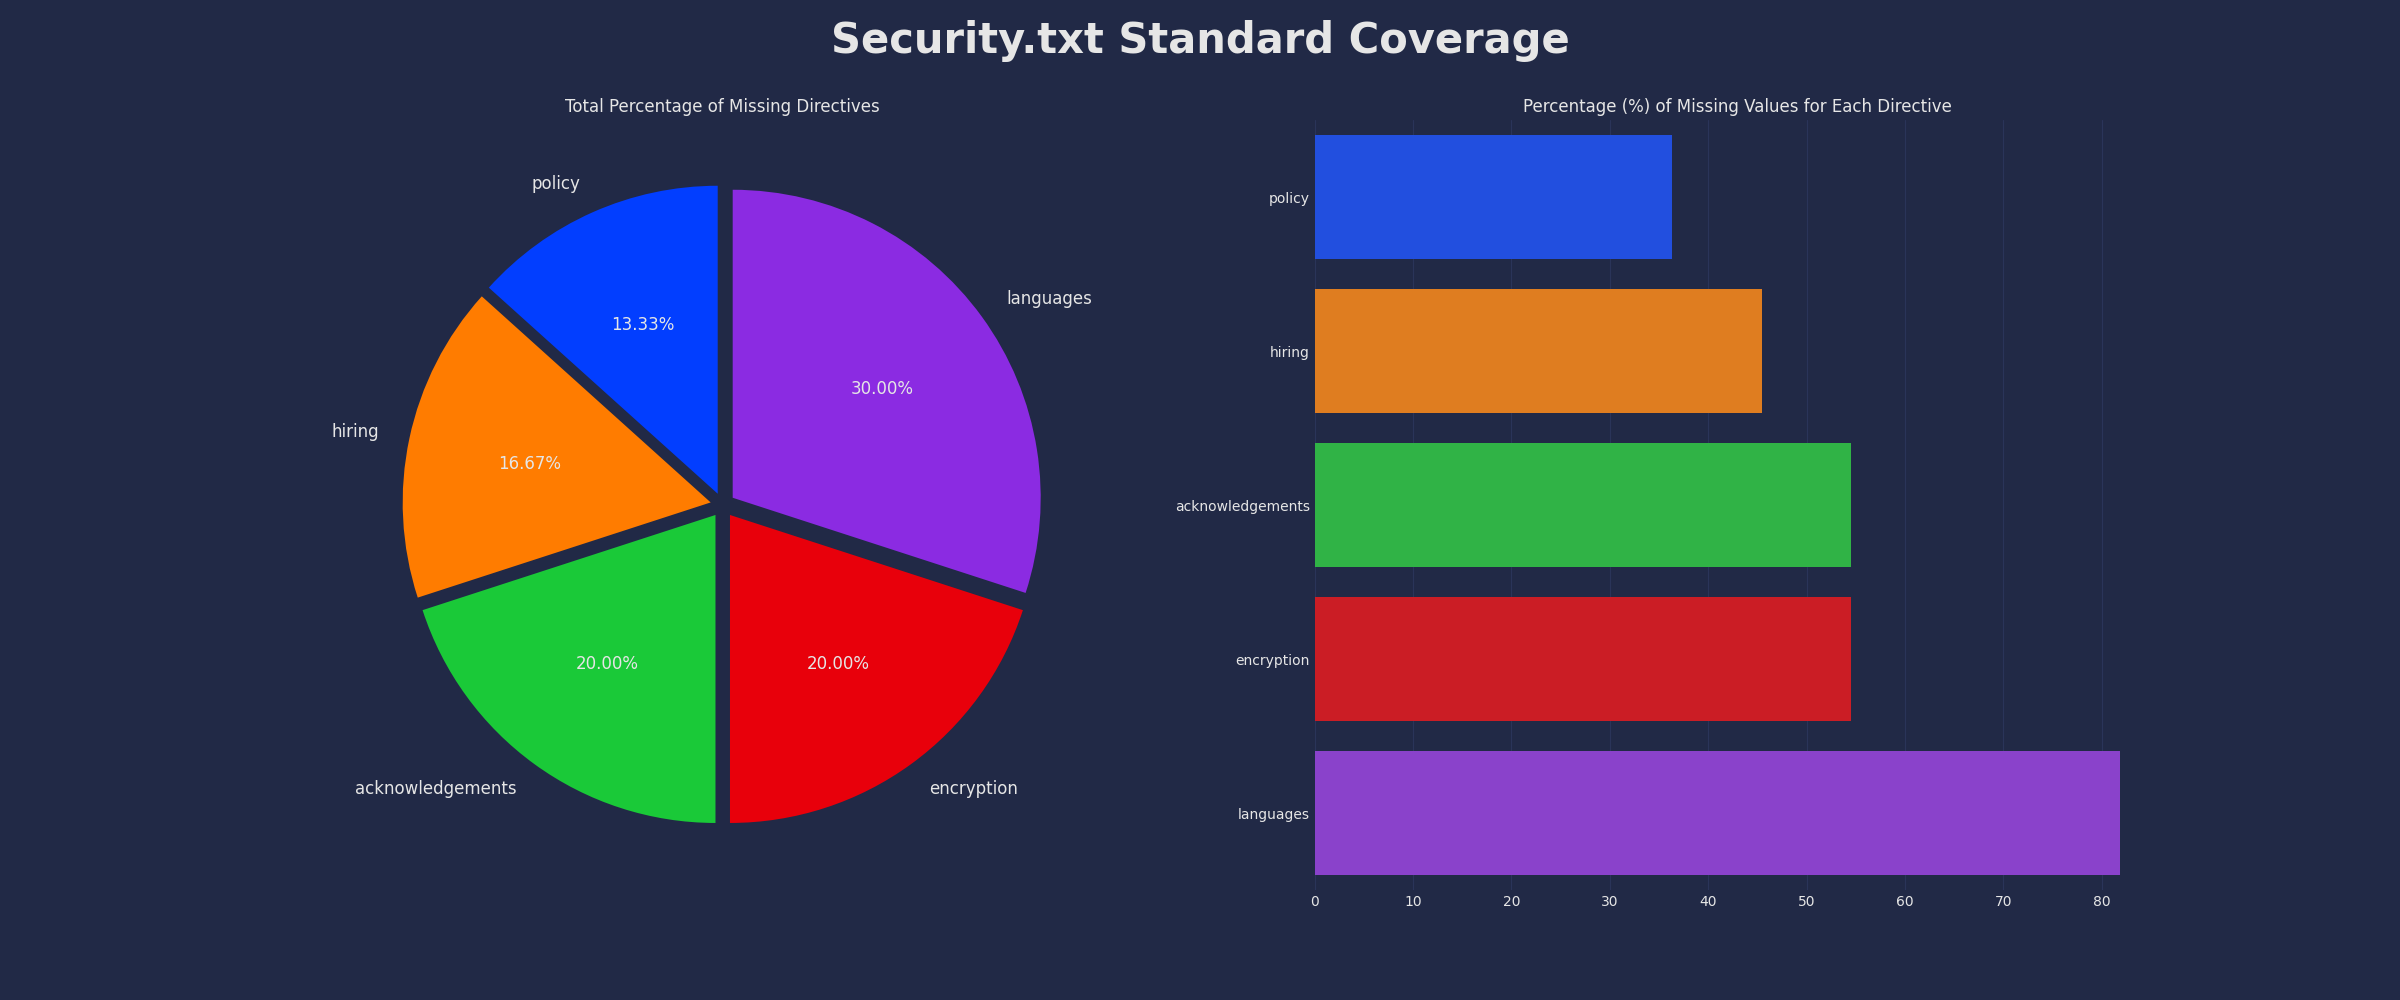 Security.txt Standard Coverage
Total Percentage of Missing Directives
policy
languages
13.33%
30.00%
hiring
16.67%
20.00%
20.00%
acknowledgements
encryption
Percentage (%) of Missing Values for Each Directive
policy
hiring
acknowledgements
encryption
languages
0 10 20 30 40 50 60 70 80